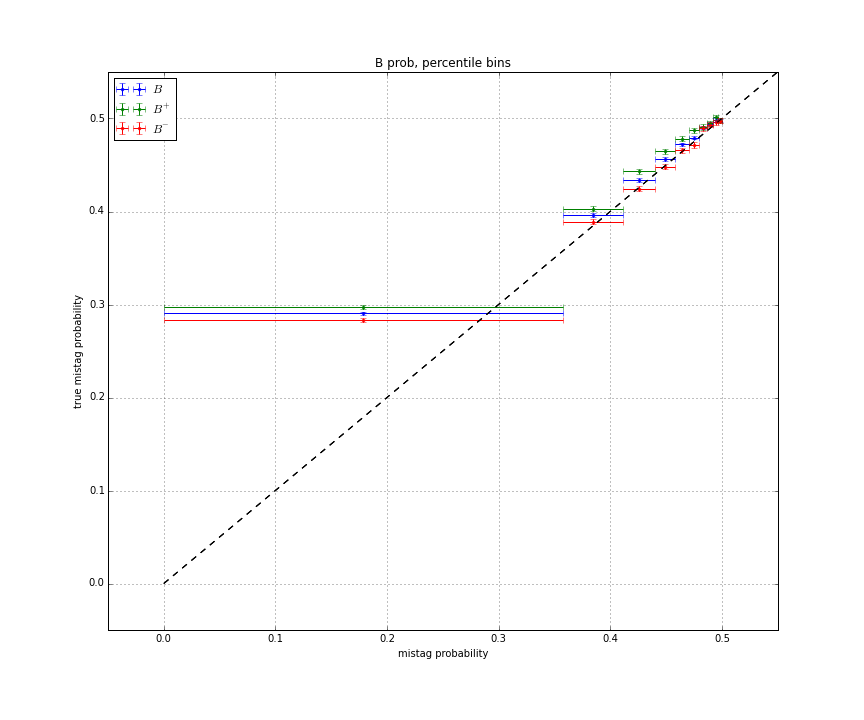 B prob, percentile bins
B
B⁺
B⁻
0.5
0.4
0.3
0.2
0.1
0.0
true mistag probability
0.0 0.1 0.2 0.3 0.4 0.5
mistag probability